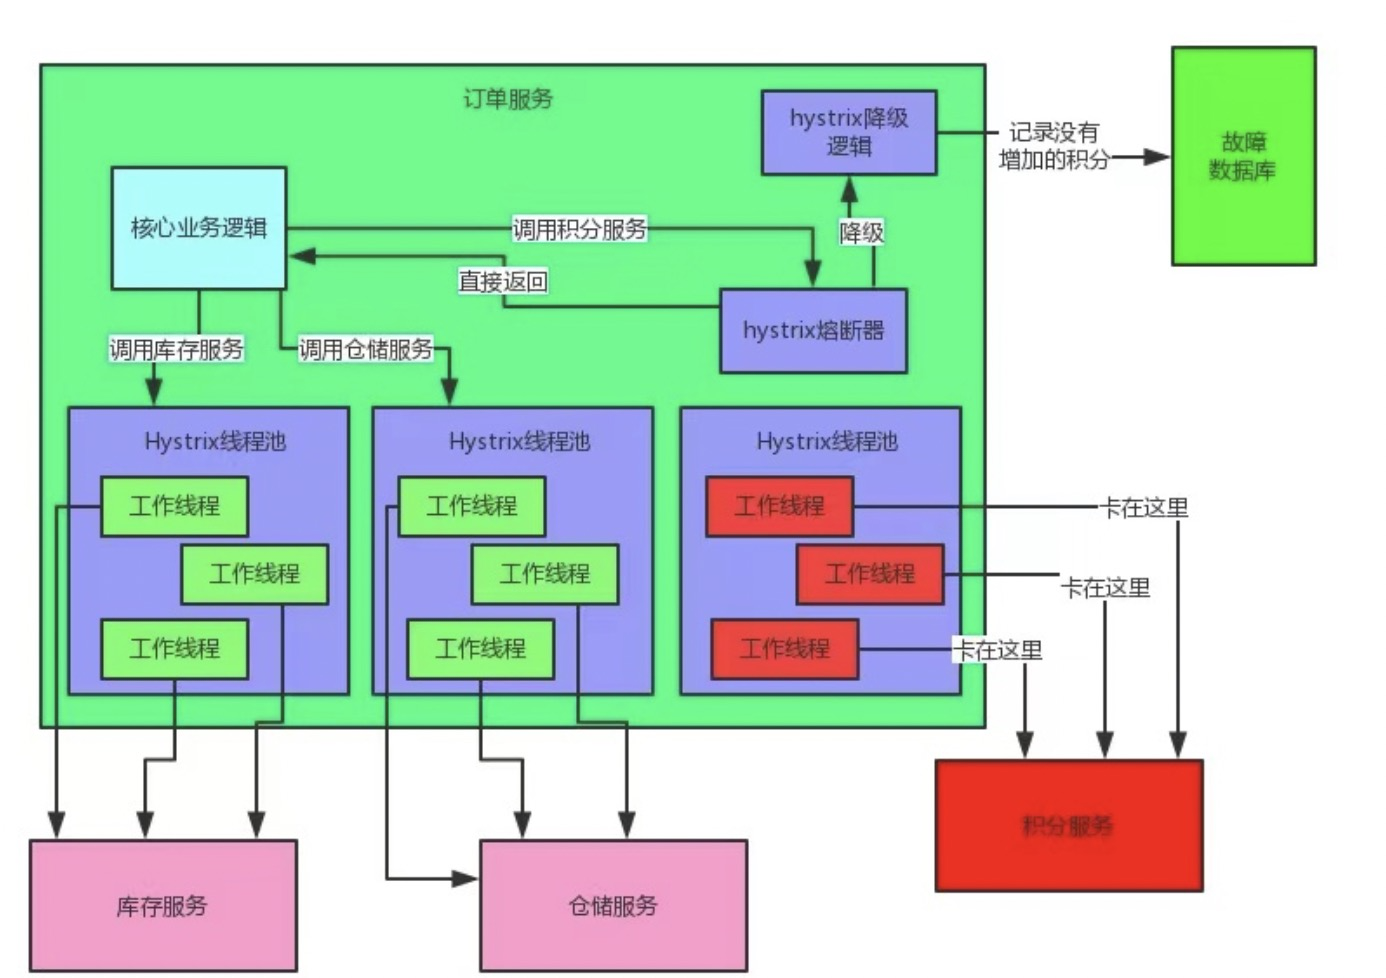 订单服务
hystrix降级
逻辑
记录没有
增加的积分
故障
数据库
核心业务逻辑
调用积分服务
降级
直接返回
hystrix熔断器
调用库存服务
调用仓储服务
Hystrix线程池
Hystrix线程池
Hystrix线程池
工作线程
工作线程
工作线程
卡在这里
工作线程
工作线程
工作线程
卡在这里
工作线程
工作线程
工作线程
卡在这里
积分服务
库存服务
仓储服务